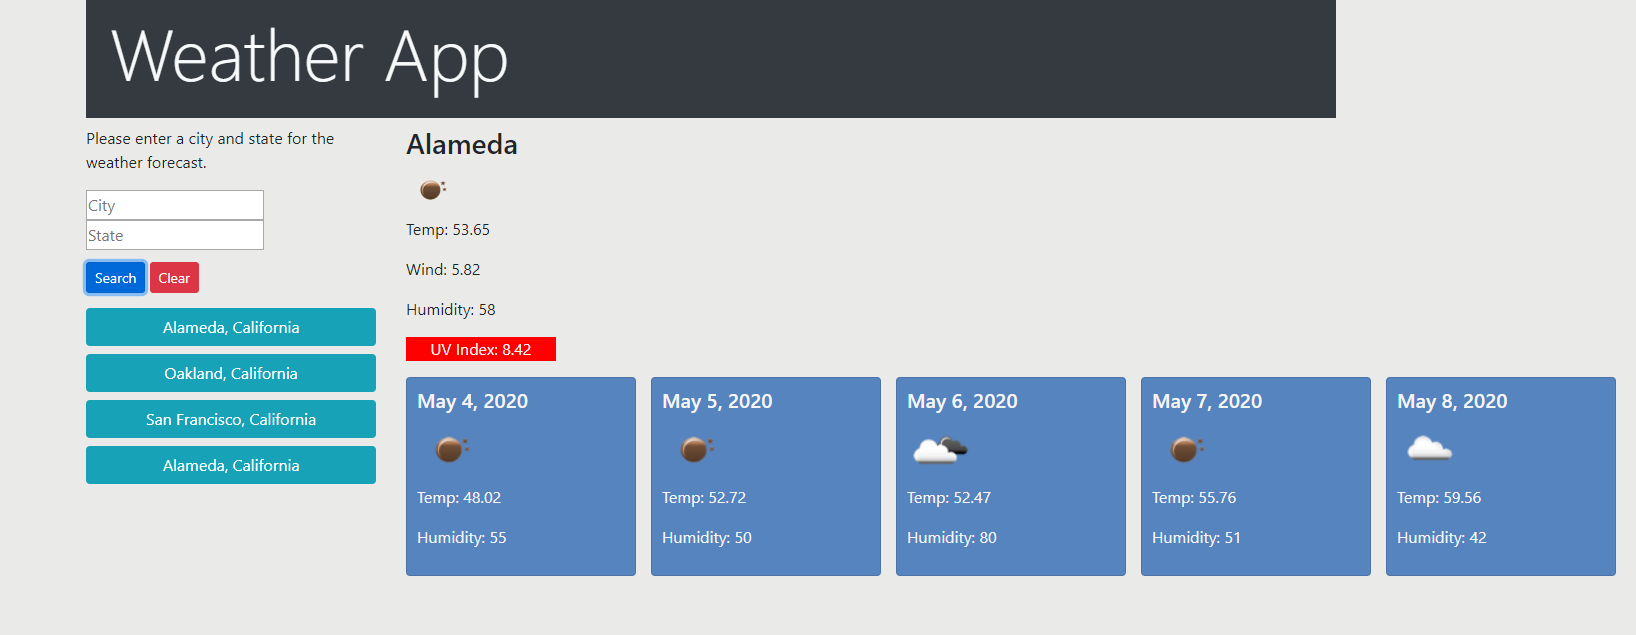 Weather App
Please enter a city and state for the
weather forecast.
City
State
Search Clear
Alameda, California
Oakland, California
San Francisco, California
Alameda, California
Alameda
Temp: 53.65
Wind: 5.82
Humidity: 58
UV Index: 8.42
May 4, 2020
Temp: 48.02
Humidity: 55
May 5, 2020
Temp: 52.72
Humidity: 50
May 6, 2020
Temp: 52.47
Humidity: 80
May 7, 2020
Temp: 55.76
Humidity: 51
May 8, 2020
Temp: 59.56
Humidity: 42